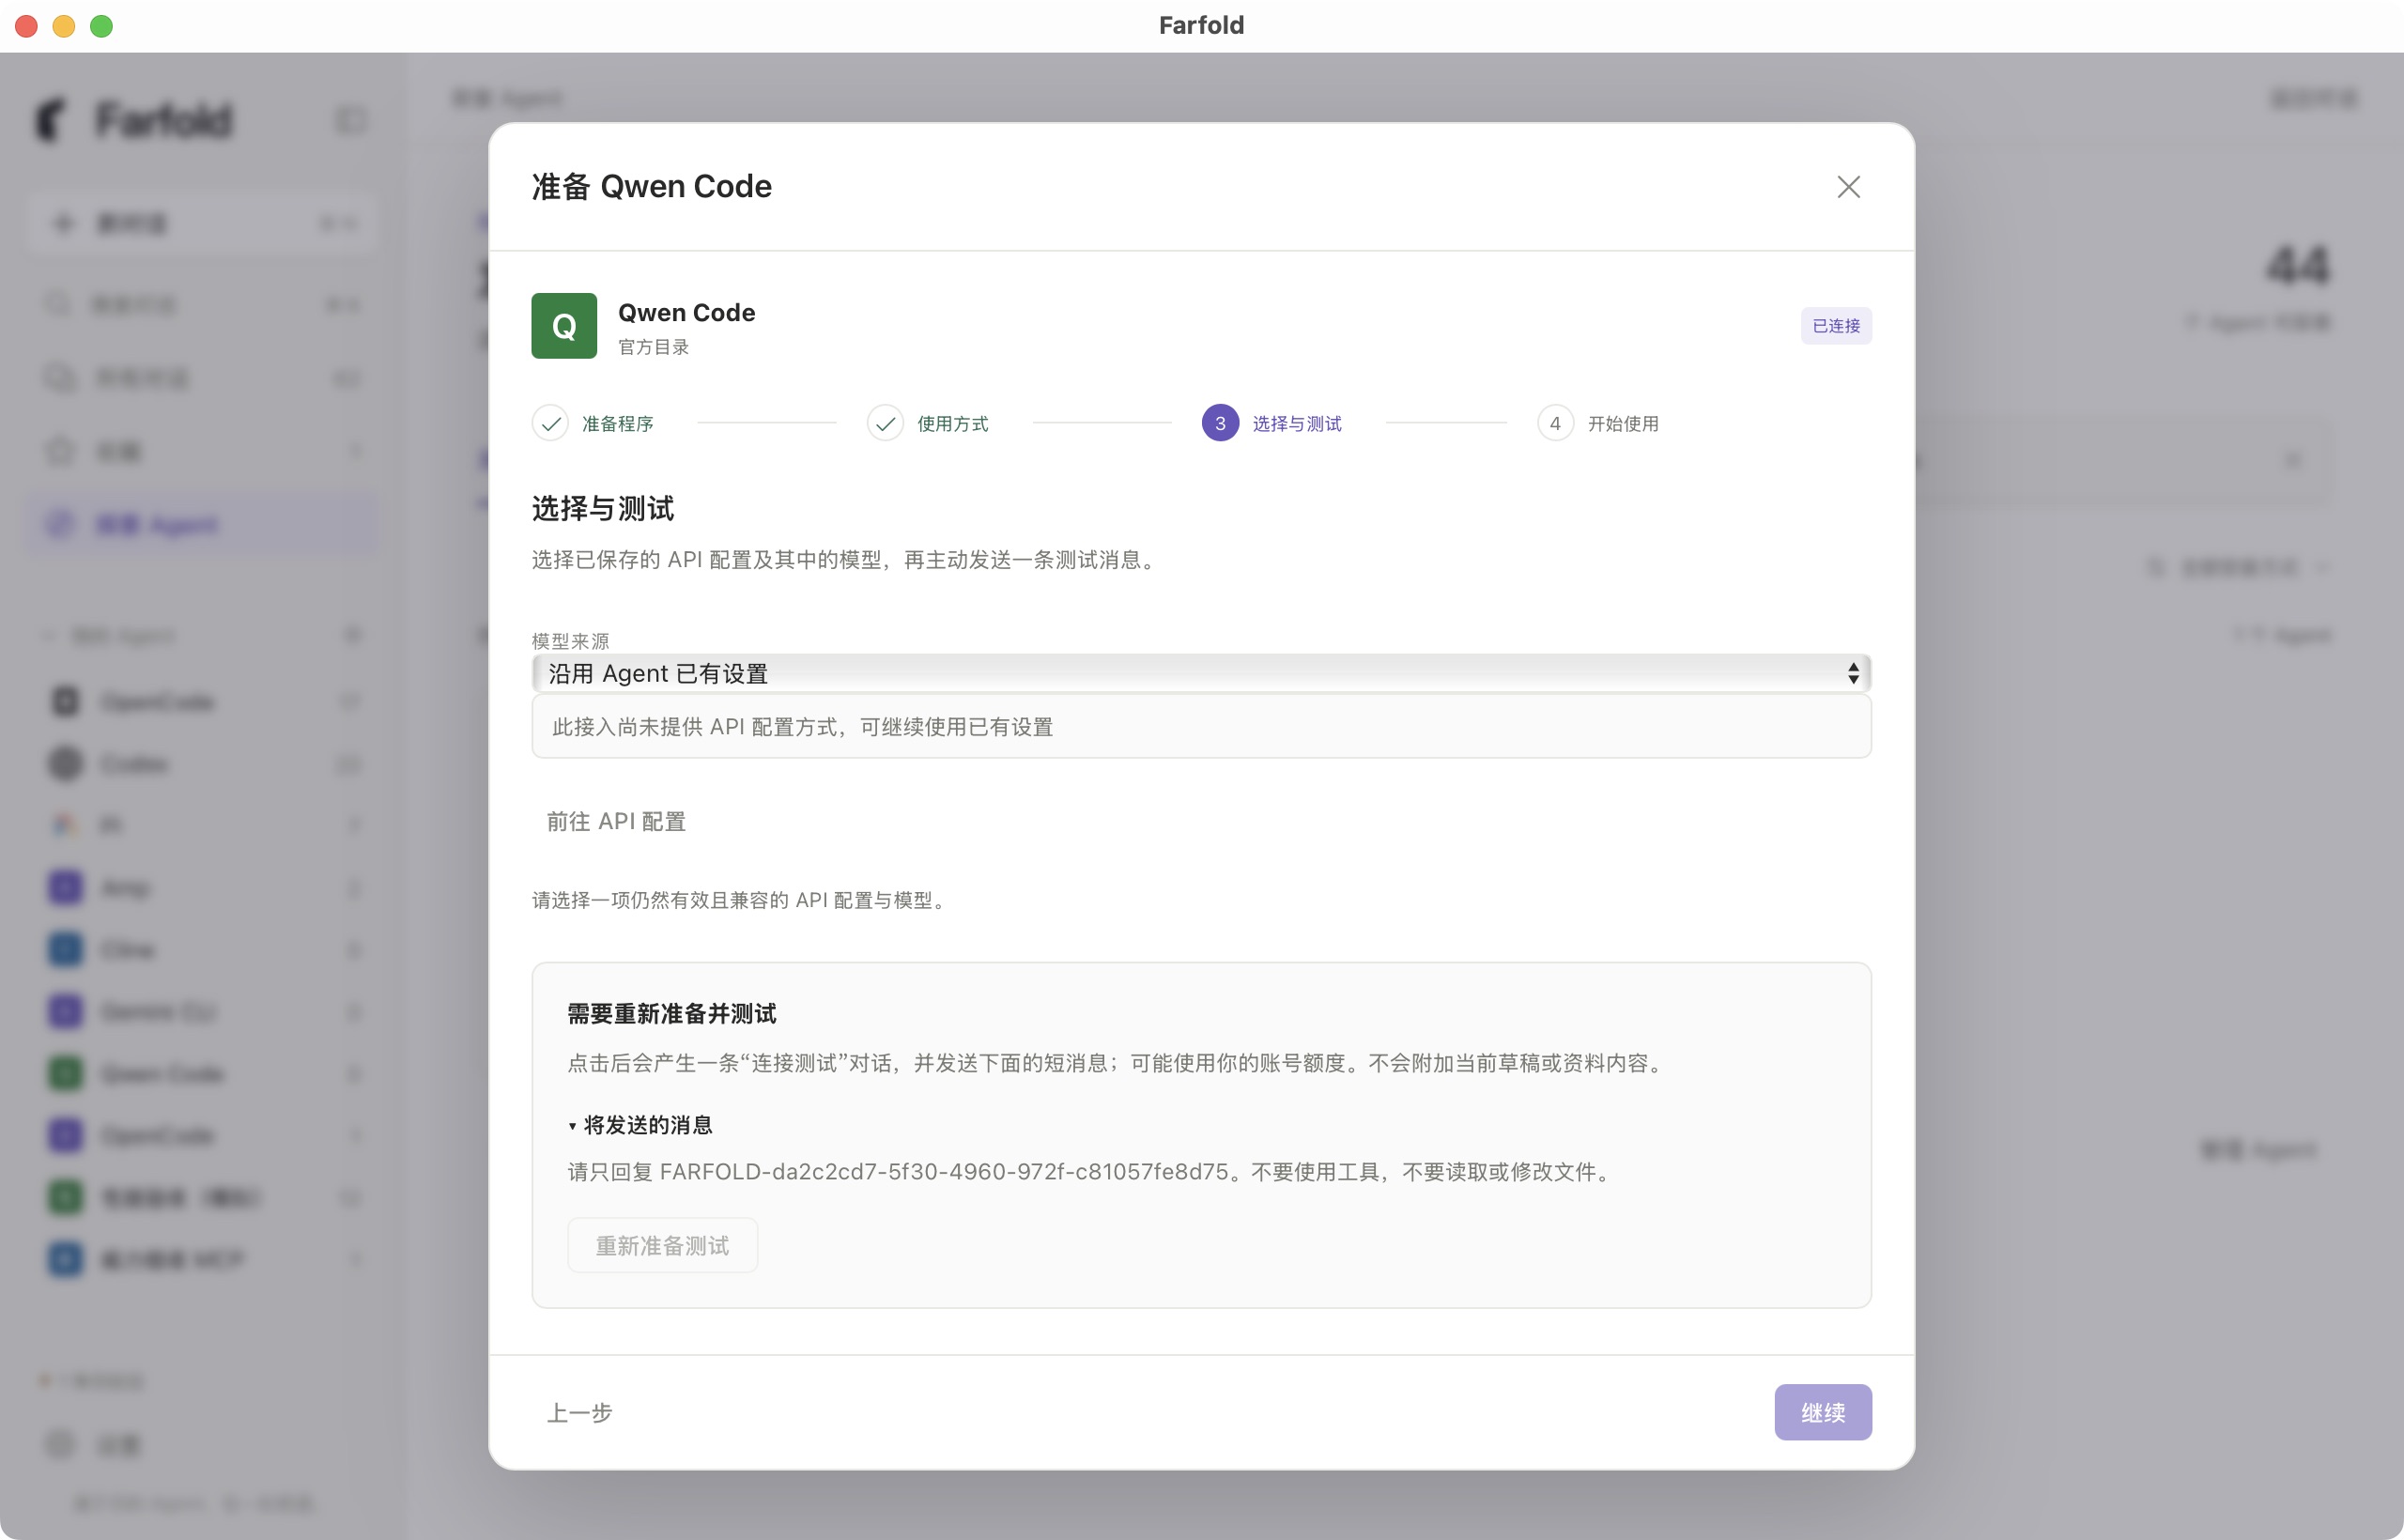 Farfold
Farfold
44
准备 Qwen Code
Q
Qwen Code
官方目录
已连接
准备程序
使用方式
3
选择与测试
4
开始使用
选择与测试
选择已保存的 API 配置及其中的模型，再主动发送一条测试消息。
模型来源
沿用 Agent 已有设置
此接入尚未提供 API 配置方式，可继续使用已有设置
前往 API 配置
请选择一项仍然有效且兼容的 API 配置与模型。
需要重新准备并测试
点击后会产生一条“连接测试”对话，并发送下面的短消息；可能使用你的账号额度。不会附加当前草稿或资料内容。
将发送的消息
请只回复 FARFOLD-da2c2cd7-5f30-4960-972f-c81057fe8d75。不要使用工具，不要读取或修改文件。
重新准备测试
上一步
继续
OpenCode
Codex
Amp
Cline
Gemini CLI
Qwen Code
OpenCode